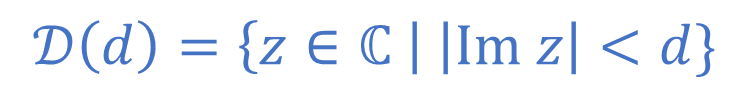 𝒟(𝑑) = {𝑧 ∈ ℂ | |Im 𝑧| < 𝑑}